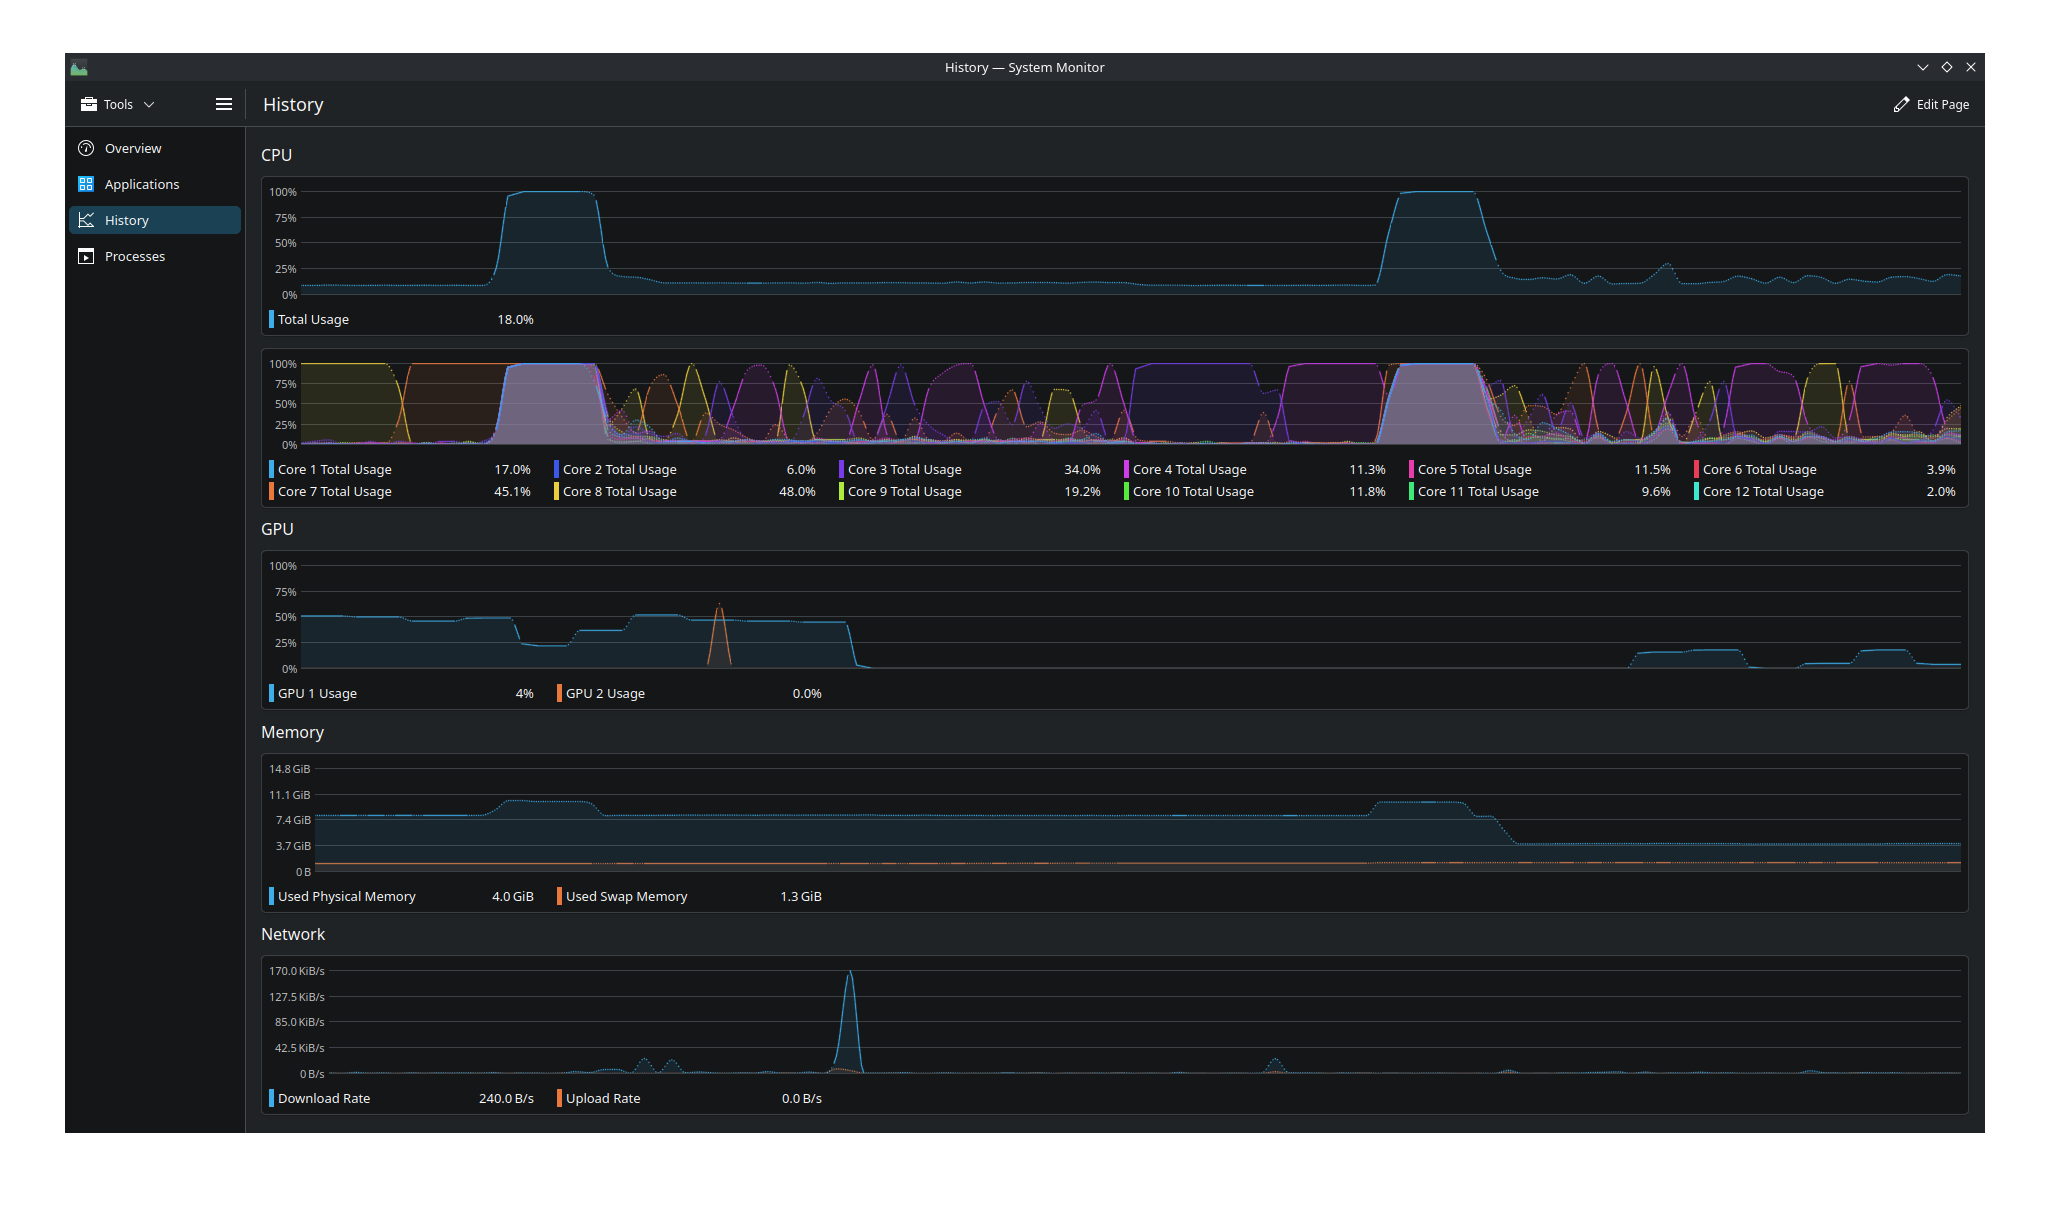 History — System Monitor
Tools
History
Edit Page
Overview
Applications
History
Processes
CPU
100%
75%
50%
25%
0%
Total Usage 18.0%
100%
75%
50%
25%
0%
Core 1 Total Usage 17.0% Core 2 Total Usage 6.0% Core 3 Total Usage 34.0% Core 4 Total Usage 11.3% Core 5 Total Usage 11.5% Core 6 Total Usage 3.9%
Core 7 Total Usage 45.1% Core 8 Total Usage 48.0% Core 9 Total Usage 19.2% Core 10 Total Usage 11.8% Core 11 Total Usage 9.6% Core 12 Total Usage 2.0%
GPU
100%
75%
50%
25%
0%
GPU 1 Usage 4% GPU 2 Usage 0.0%
Memory
14.8 GiB
11.1 GiB
7.4 GiB
3.7 GiB
0 B
Used Physical Memory 4.0 GiB Used Swap Memory 1.3 GiB
Network
170.0 KiB/s
127.5 KiB/s
85.0 KiB/s
42.5 KiB/s
0 B/s
Download Rate 240.0 B/s Upload Rate 0.0 B/s